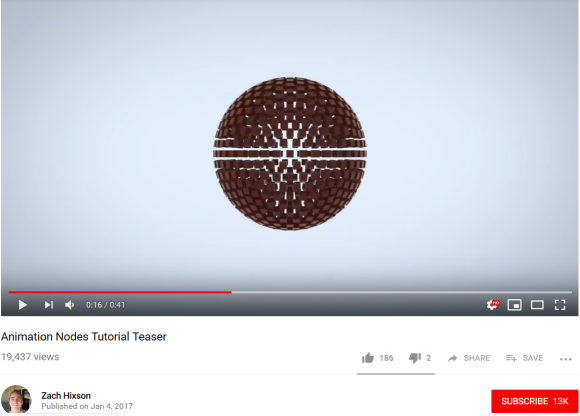 HD
0:16 / 0:41
Animation Nodes Tutorial Teaser
19,437 views
186 2 SHARE SAVE
Zach Hixson
Published on Jan 4, 2017
SUBSCRIBE 13K